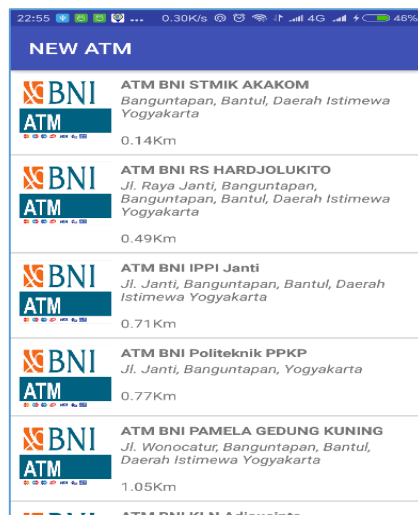 22:55 ... 0.30K/s 4G 46%
NEW ATM
BNI
ATM
ATM BNI STMIK AKAKOM
Banguntapan, Bantul, Daerah Istimewa
Yogyakarta
0.14Km
BNI
ATM
ATM BNI RS HARDJOLUKITO
Jl. Raya Janti, Banguntapan,
Banguntapan, Bantul, Daerah Istimewa
Yogyakarta
0.49Km
BNI
ATM
ATM BNI IPPI Janti
Jl. Janti, Banguntapan, Bantul, Daerah
Istimewa Yogyakarta
0.71Km
BNI
ATM
ATM BNI Politeknik PPKP
Jl. Janti, Banguntapan, Yogyakarta
0.77Km
BNI
ATM
ATM BNI PAMELA GEDUNG KUNING
Jl. Wonocatur, Banguntapan, Bantul,
Daerah Istimewa Yogyakarta
1.05Km